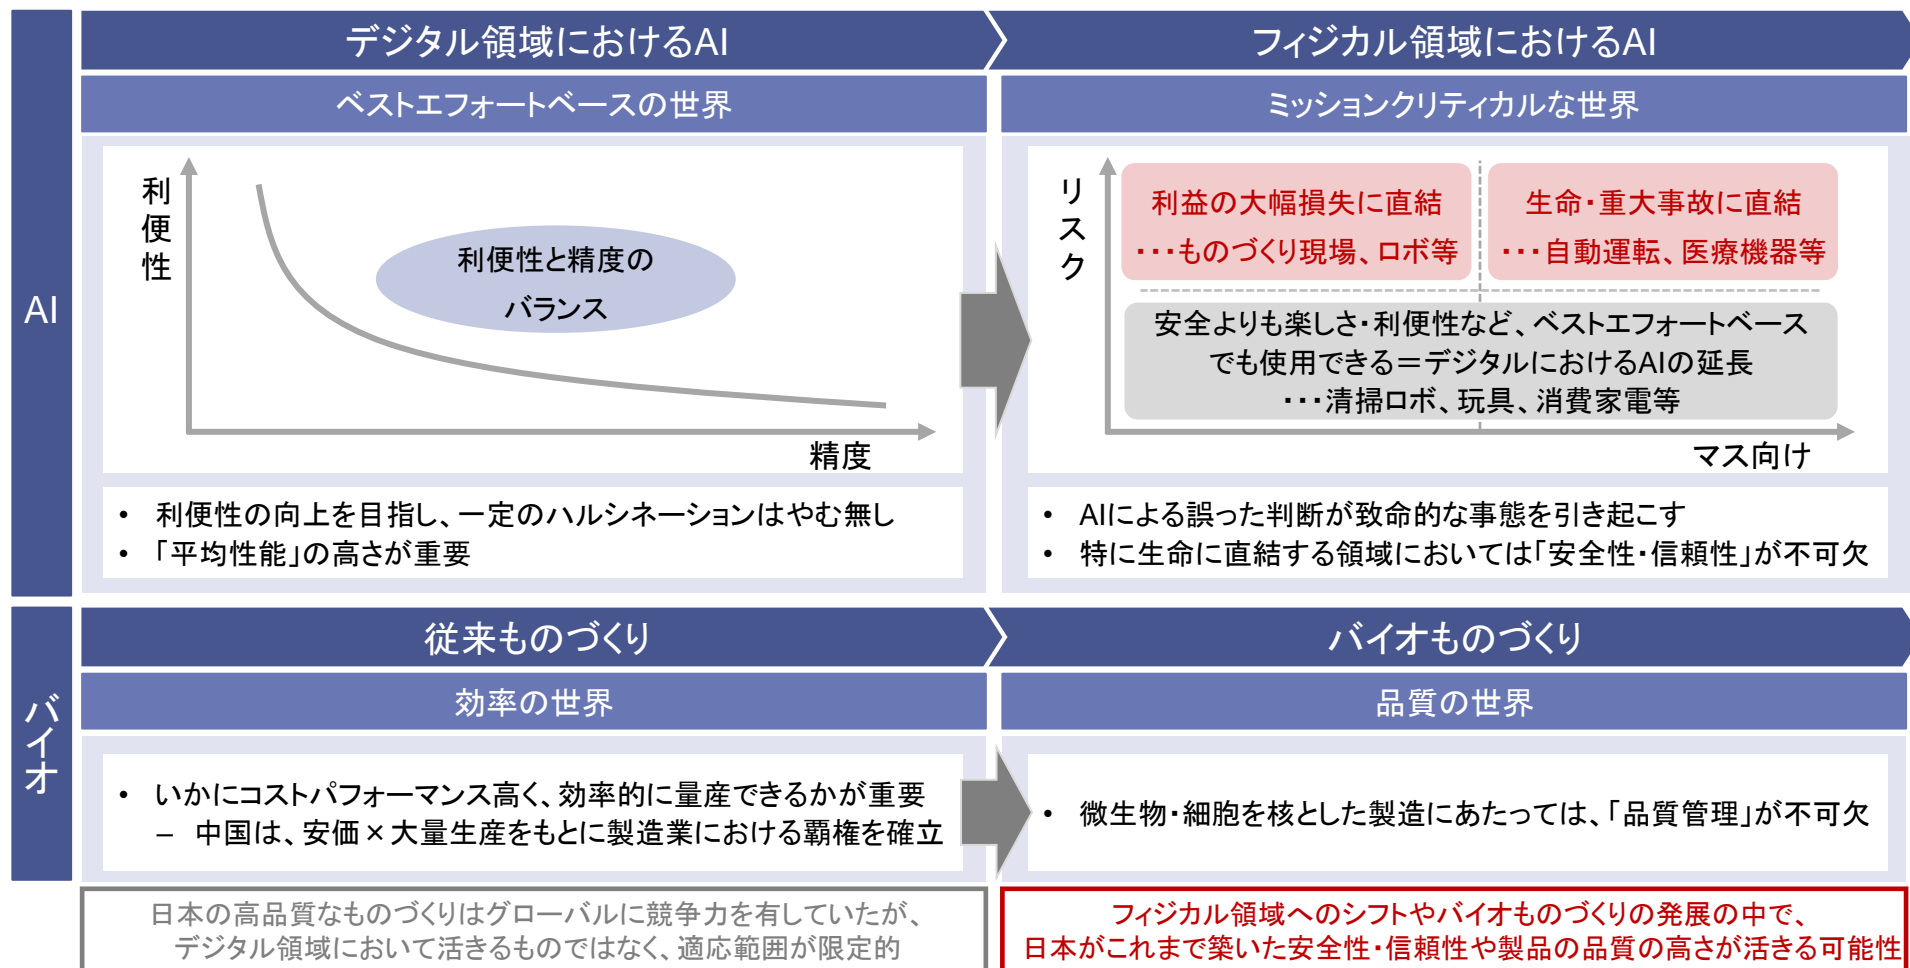 AI
デジタル領域におけるAI
フィジカル領域におけるAI
ベストエフォートベースの世界
ミッションクリティカルな世界
利便性
利便性と精度の
バランス
精度
• 利便性の向上を目指し、一定のハルシネーションはやむ無し
• 「平均性能」の高さが重要
リスク
利益の大幅損失に直結
・・・ものづくり現場、ロボ等
生命・重大事故に直結
・・・自動運転、医療機器等
安全よりも楽しさ・利便性など、ベストエフォートベース
でも使用できる＝デジタルにおけるAIの延長
・・・清掃ロボ、玩具、消費家電等
マス向け
• AIによる誤った判断が致命的な事態を引き起こす
• 特に生命に直結する領域においては「安全性・信頼性」が不可欠
バイオ
従来ものづくり
バイオものづくり
効率の世界
品質の世界
• いかにコストパフォーマンス高く、効率的に量産できるかが重要
– 中国は、安価×大量生産をもとに製造業における覇権を確立
• 微生物・細胞を核とした製造にあたっては、「品質管理」が不可欠
日本の高品質なものづくりはグローバルに競争力を有していたが、
デジタル領域において活きるものではなく、適応範囲が限定的
フィジカル領域へのシフトやバイオものづくりの発展の中で、
日本がこれまで築いた安全性・信頼性や製品の品質の高さが活きる可能性